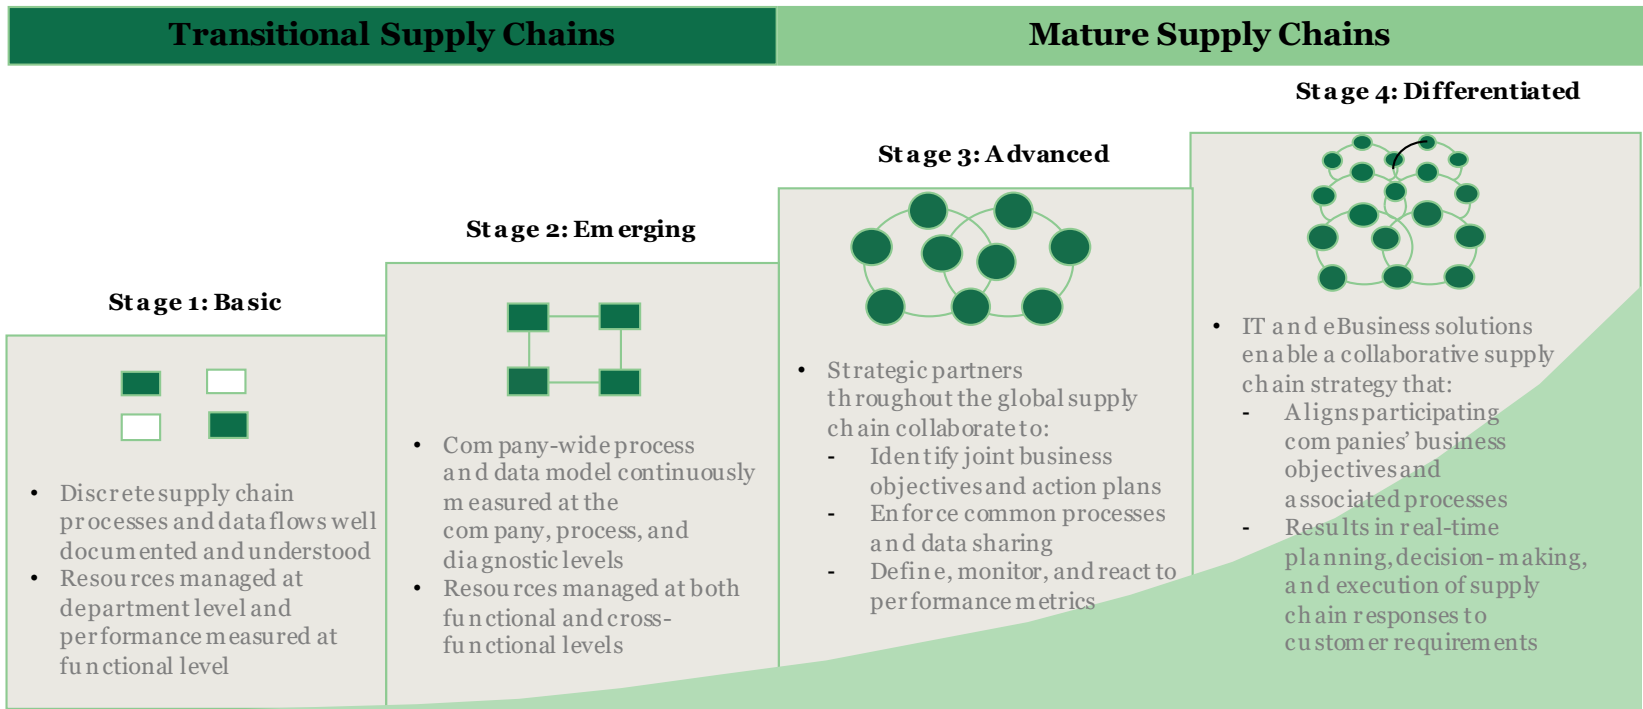 Transitional Supply Chains
Mature Supply Chains
Stage 1: Basic
• Discrete supply chain
processes and data flows well
documented and understood
• Resources managed at
department level and
performance measured at
functional level
Stage 2: Emerging
• Company-wide process
and data model continuously
measured at the
company, process, and
diagnostic levels
• Resources managed at both
functional and cross-
functional levels
Stage 3: Advanced
• Strategic partners
throughout the global supply
chain collaborate to:
- Identify joint business
objectives and action plans
- Enforce common processes
and data sharing
- Define, monitor, and react to
performance metrics
Stage 4: Differentiated
• IT and eBusiness solutions
enable a collaborative supply
chain strategy that:
- Aligns participating
companies’ business
objectives and
associated processes
- Results in real-time
planning, decision- making,
and execution of supply
chain responses to
customer requirements